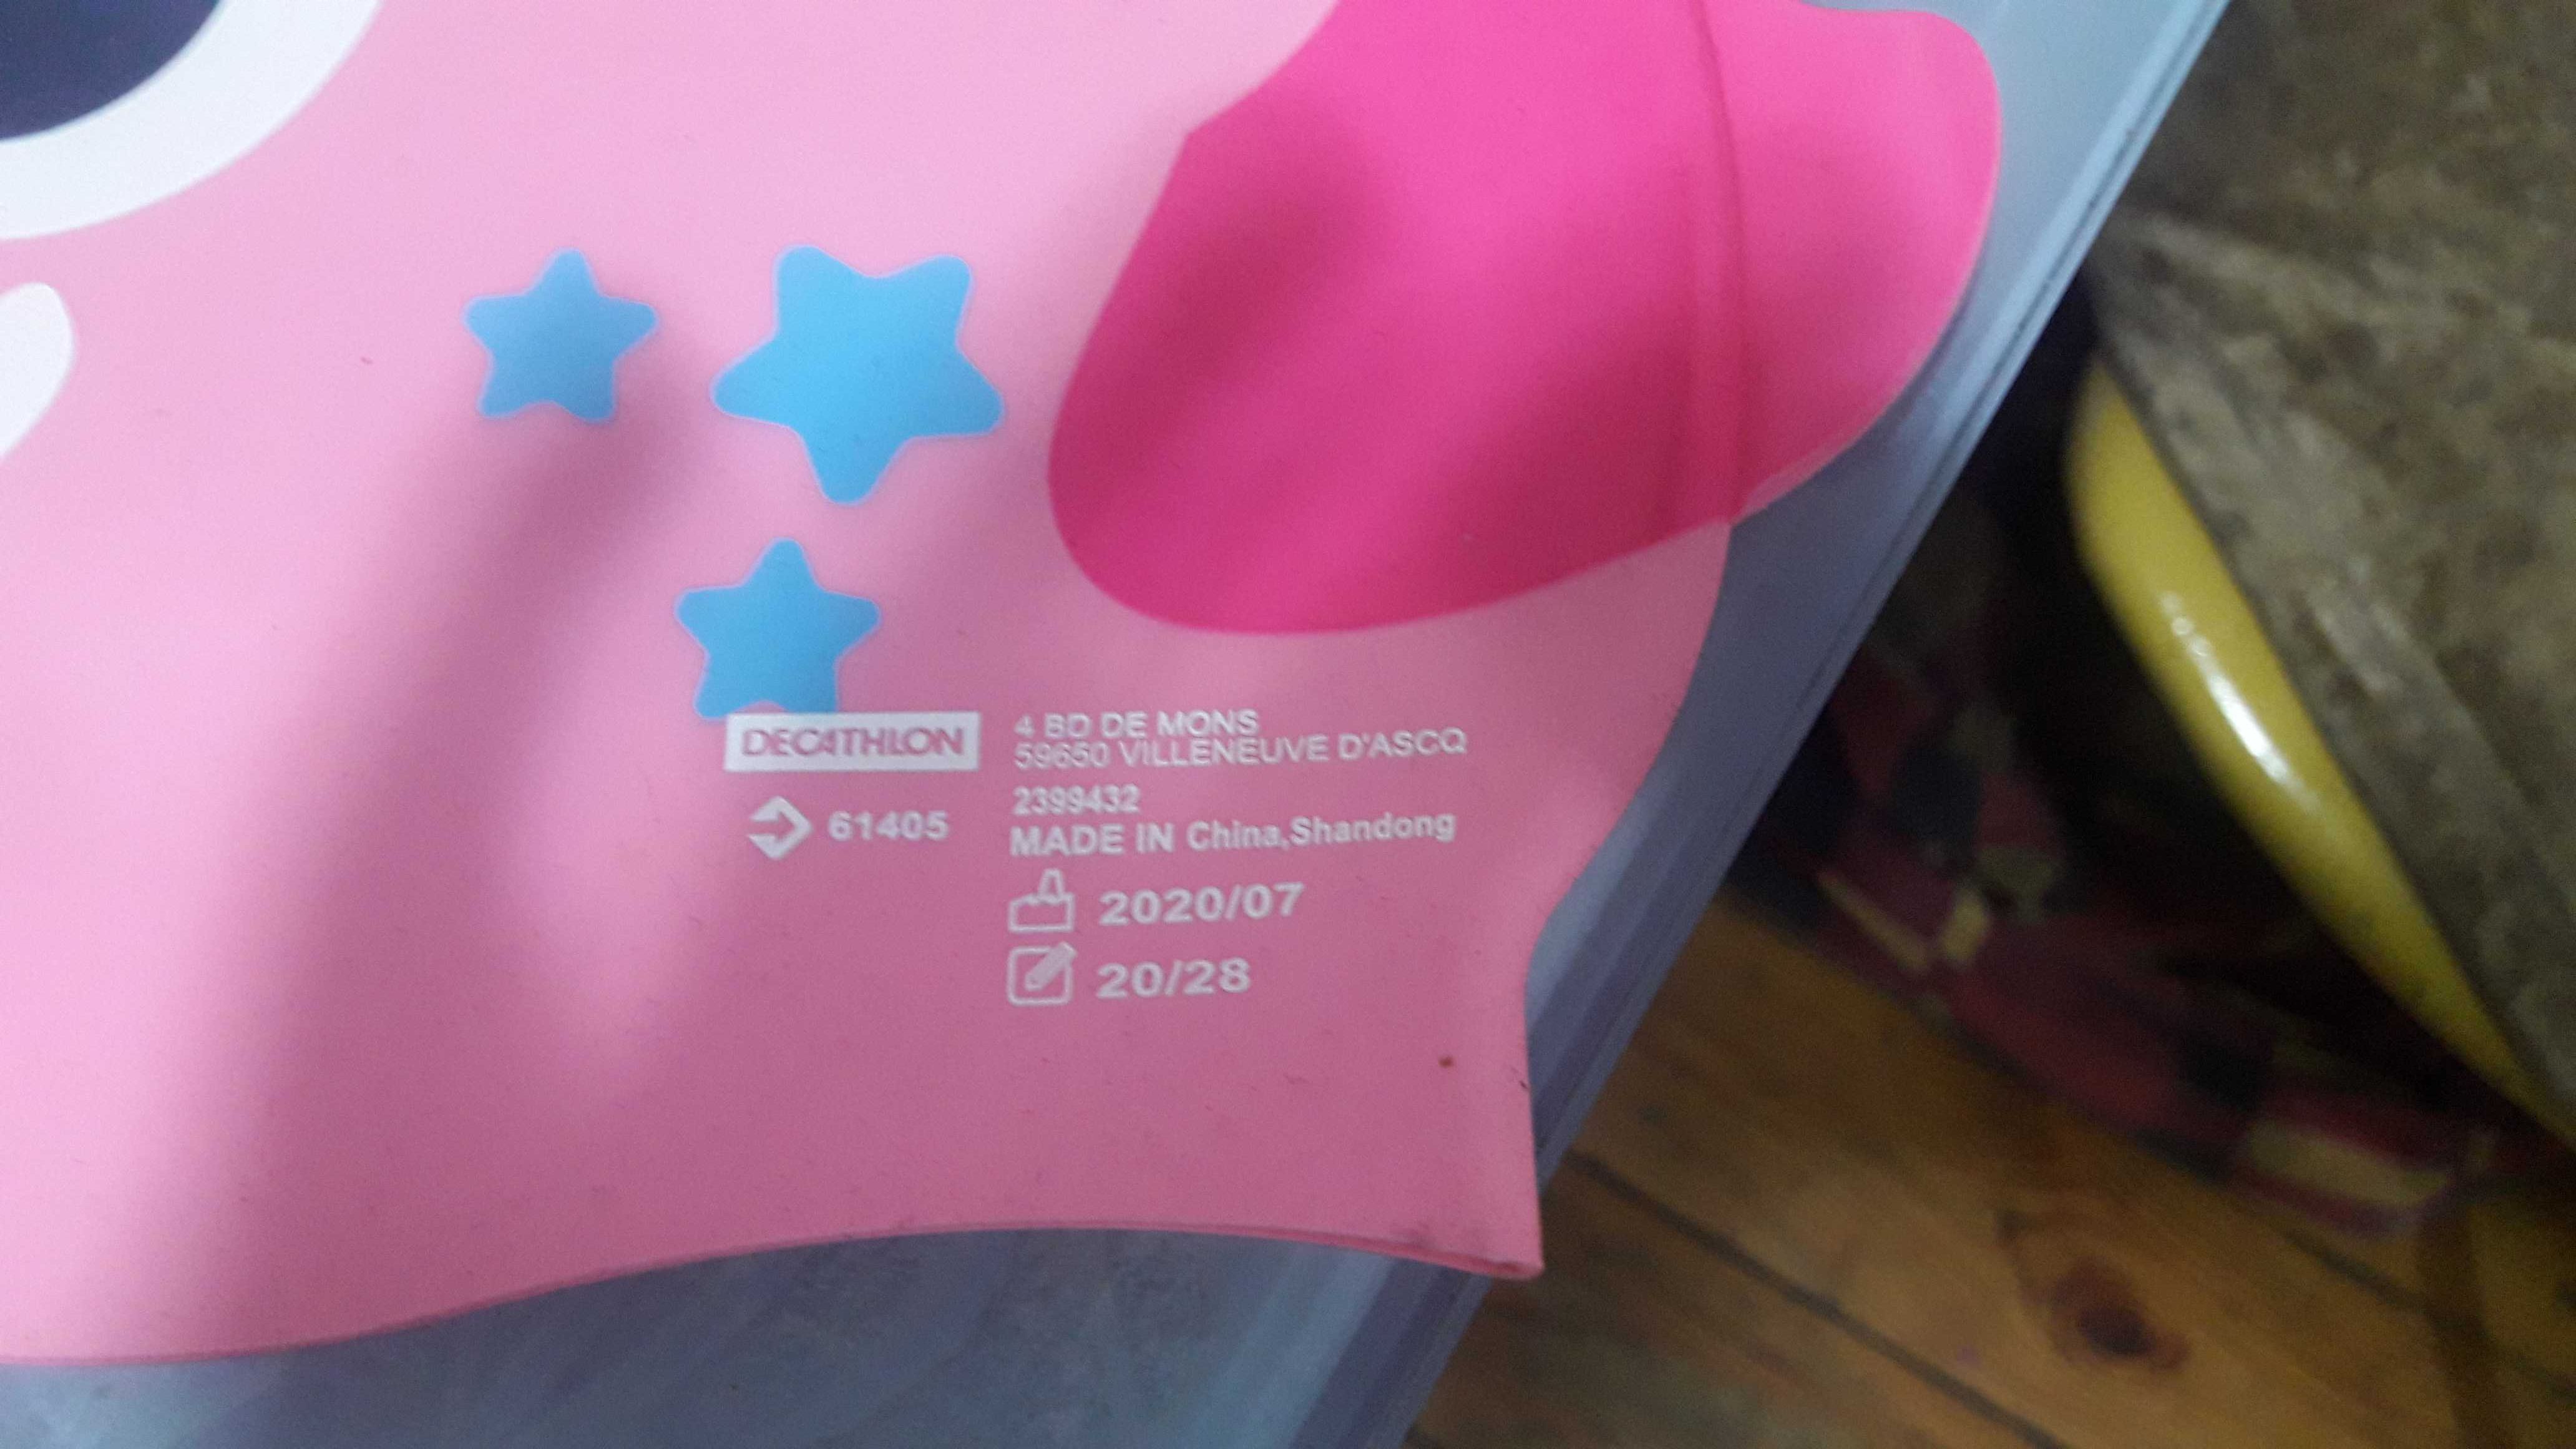 DECATHLON
4 BD DE MONS
59650 VILLENEUVE D'ASCQ
61405
2399432
MADE IN China,Shandong
2020/07
20/28